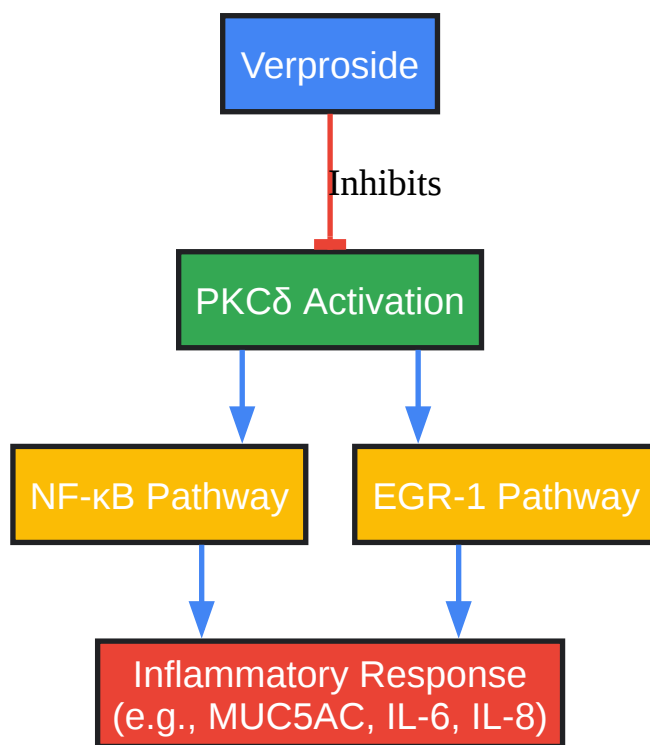 Verproside
Inhibits
PKCδ Activation
NF-κB Pathway
EGR-1 Pathway
Inflammatory Response
(e.g., MUC5AC, IL-6, IL-8)